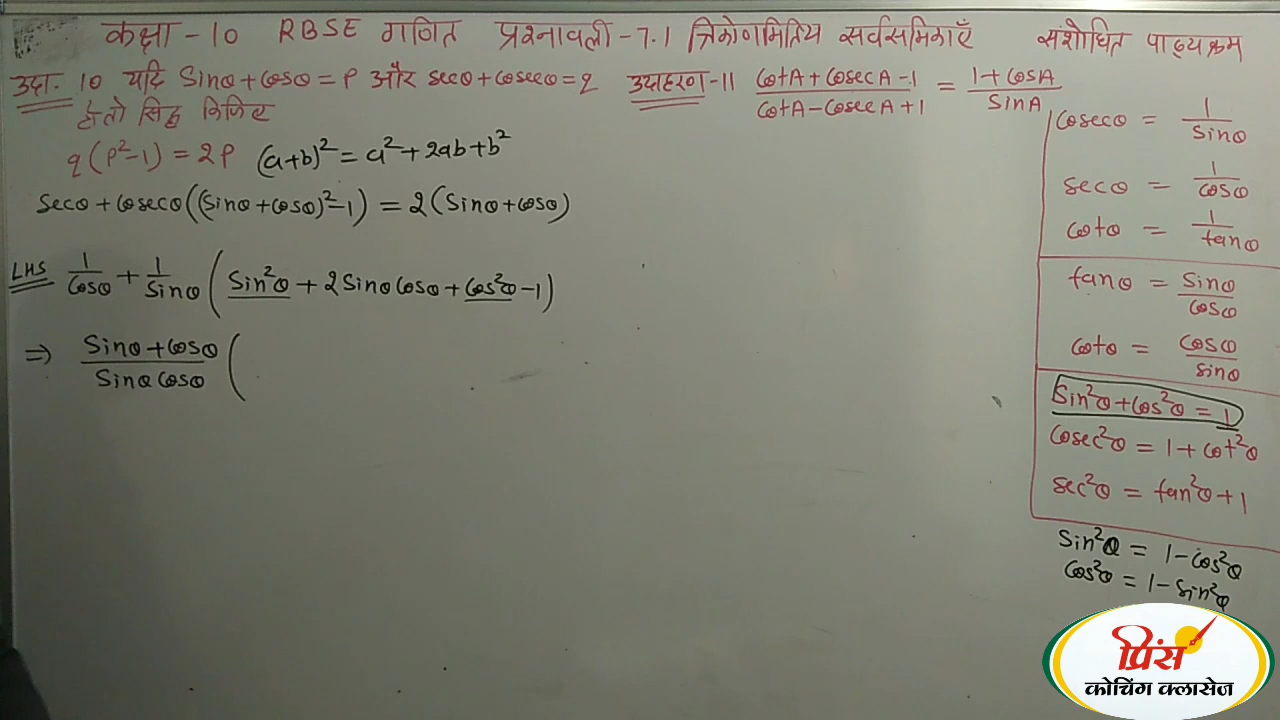 कक्षा - 10 RBSE गणित प्रश्नावली - 7.1 त्रिकोणमितिय सर्वसमिकाएँ संशोधित पाठ्यक्रम
उदा. 10 यदि Sinθ + Cosθ = P और Secθ + Cosecθ = q
हो तो सिद्ध किजिए
q (P² - 1) = 2P (a+b)² = a² + 2ab + b²
Secθ + Cosecθ ((Sinθ + Cosθ)² - 1) = 2 (Sinθ + Cosθ)
LHS 1/Cosθ + 1/Sinθ (Sin²θ + 2 Sinθ Cosθ + Cos²θ - 1)
⇒ Sinθ + Cosθ / Sinθ Cosθ (
उदाहरण - 11 CotA + CosecA - 1 / CotA - CosecA + 1 = 1 + CosA / SinA
Cosecθ = 1/Sinθ
Secθ = 1/Cosθ
Cotθ = 1/tanθ
tanθ = Sinθ/Cosθ
Cotθ = Cosθ/Sinθ
Sin²θ + Cos²θ = 1
Cosec²θ = 1 + Cot²θ
Sec²θ = tan²θ + 1
Sin²θ = 1 - Cos²θ
Cos²θ = 1 - Sin²θ
प्रिंस
कोचिंग क्लासेज